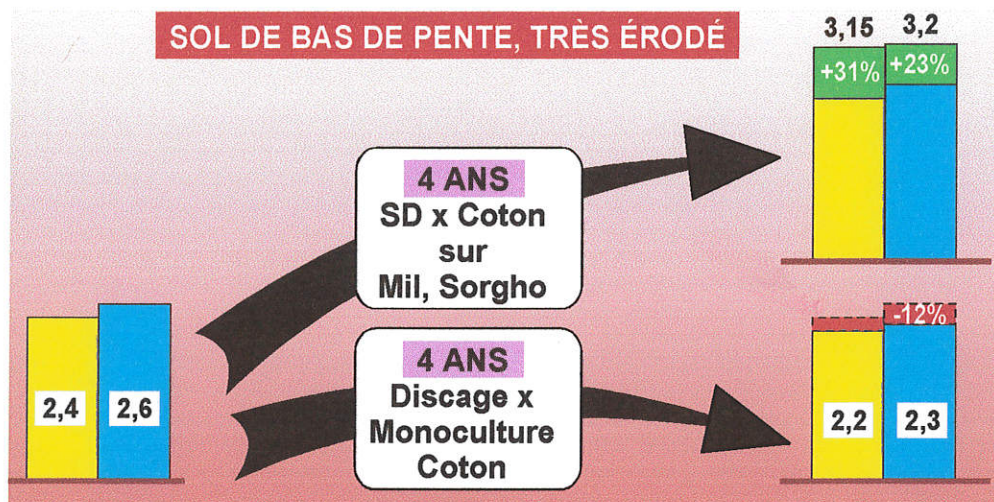 SOL DE BAS DE PENTE, TRÈS ÉRODÉ
3,15 3,2
+31% +23%
4 ANS
SD x Coton
sur
Mil, Sorgho
2,4 2,6
4 ANS
Discage x
Monoculture
Coton
-12%
2,2 2,3